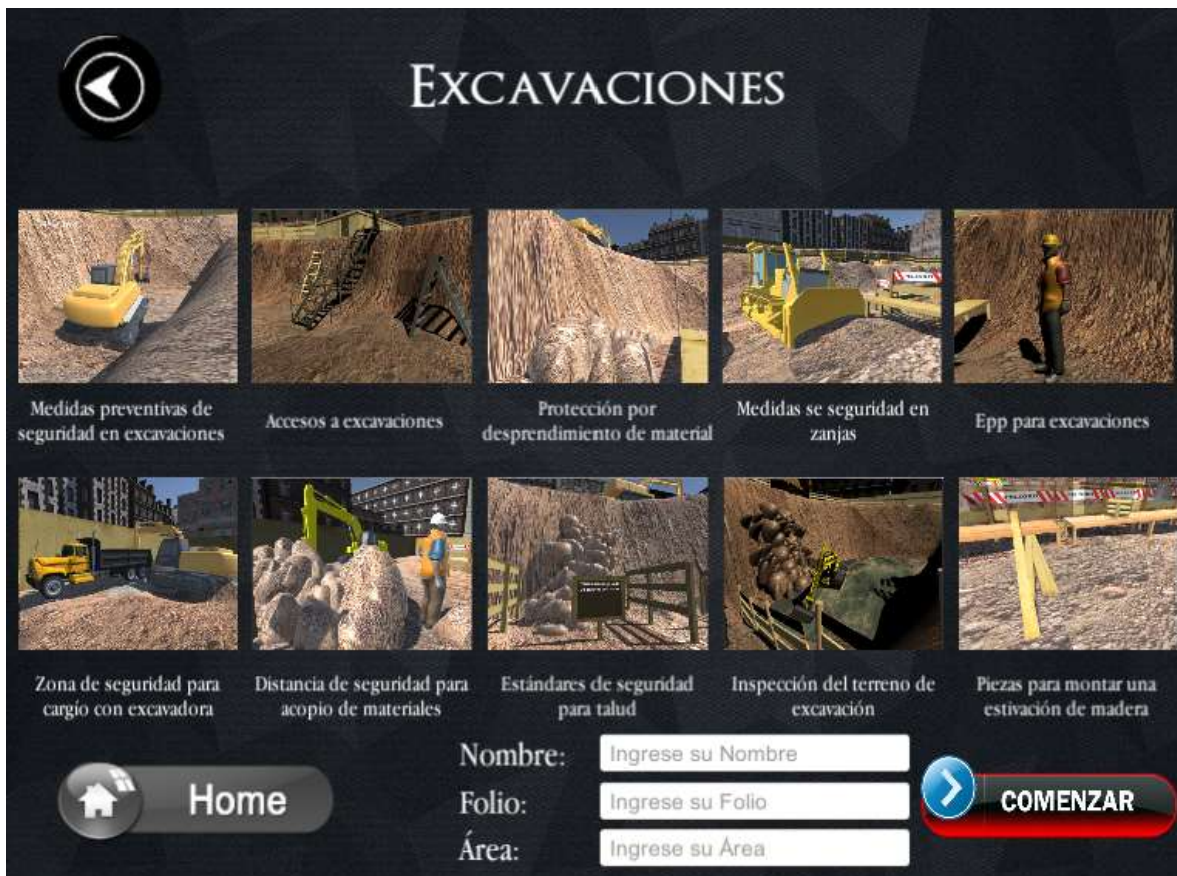 EXCAVACIONES
Medidas preventivas de
seguridad en excavaciones
Accesos a excavaciones
Protección por
desprendimiento de material
Medidas se seguridad en
zanjas
Epp para excavaciones
Zona de seguridad para
cargío con excavadora
Distancia de seguridad para
acopio de materiales
Estándares de seguridad
para talud
Inspección del terreno de
excavación
Piezas para montar una
estivación de madera
Home
Nombre: Ingrese su Nombre
Folio: Ingrese su Folio
Área: Ingrese su Área
COMENZAR